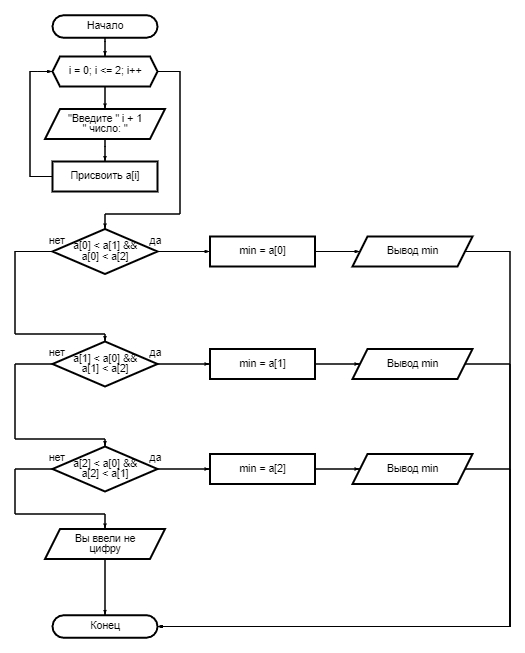 Начало
i = 0; i <= 2; i++
"Введите " i + 1
" число: "
Присвоить a[i]
нет
a[0] < a[1] &&
a[0] < a[2]
да
min = a[0]
Вывод min
нет
a[1] < a[0] &&
a[1] < a[2]
да
min = a[1]
Вывод min
нет
a[2] < a[0] &&
a[2] < a[1]
да
min = a[2]
Вывод min
Вы ввели не
цифру
Конец